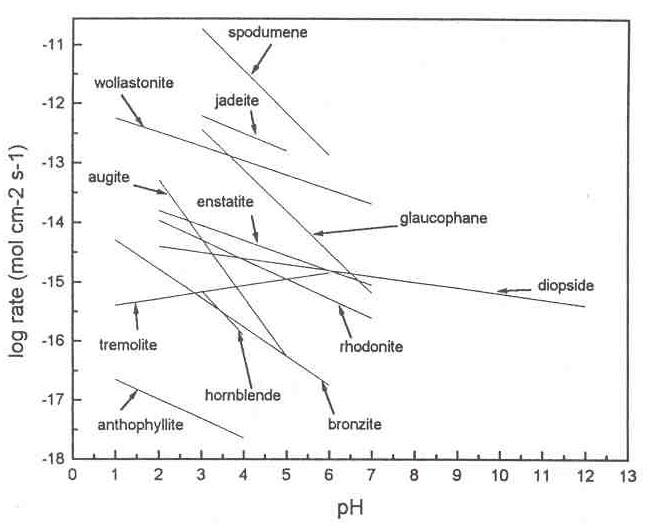 -11
-12
-13
-14
-15
-16
-17
-18
log rate (mol cm-2 s-1)
spodumene
wollastonite
jadeite
augite
enstatite
glaucophane
diopside
tremolite
rhodonite
hornblende
anthophyllite
bronzite
0 1 2 3 4 5 6 7 8 9 10 11 12 13
pH